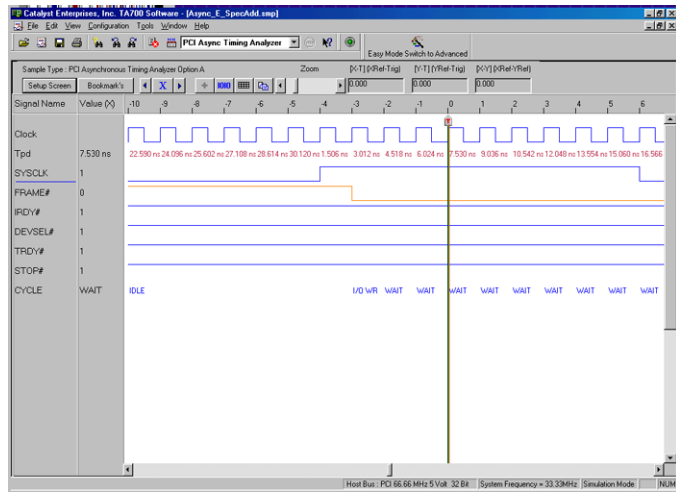 Catalyst Enterprises, Inc. TA700 Software - [Async_E_SpecAdd.smp]
File Edit View Configuration Tools Window Help
PCI Async Timing Analyzer
Easy Mode Switch to Advanced
Sample Type : PCI Asynchronous Timing Analyzer Option A Zoom [X-T] (XRef-Trig) [Y-T] (YRef-Trig) [X-Y] (XRef-YRef)
Setup Screen Bookmark's X 1010 0.000 0.000 0.000
Signal Name Value (X) -10 -9 -8 -7 -6 -5 -4 -3 -2 -1 0 1 2 3 4 5 6
T
Clock
Tpd 7.530 ns 22.590 ns 24.096 ns 25.602 ns 27.108 ns 28.614 ns 30.120 ns 1.506 ns 3.012 ns 4.518 ns 6.024 ns 7.530 ns 9.036 ns 10.542 ns 12.048 ns 13.554 ns 15.060 ns 16.566
SYSCLK 1
FRAME# 0
IRDY# 1
DEVSEL# 1
TRDY# 1
STOP# 1
CYCLE WAIT IDLE I/O WR WAIT WAIT WAIT WAIT WAIT WAIT WAIT WAIT WAIT
Host Bus : PCI 66.66 MHz 5 Volt 32 Bit System Frequency = 33.33MHz Simulation Mode NUM